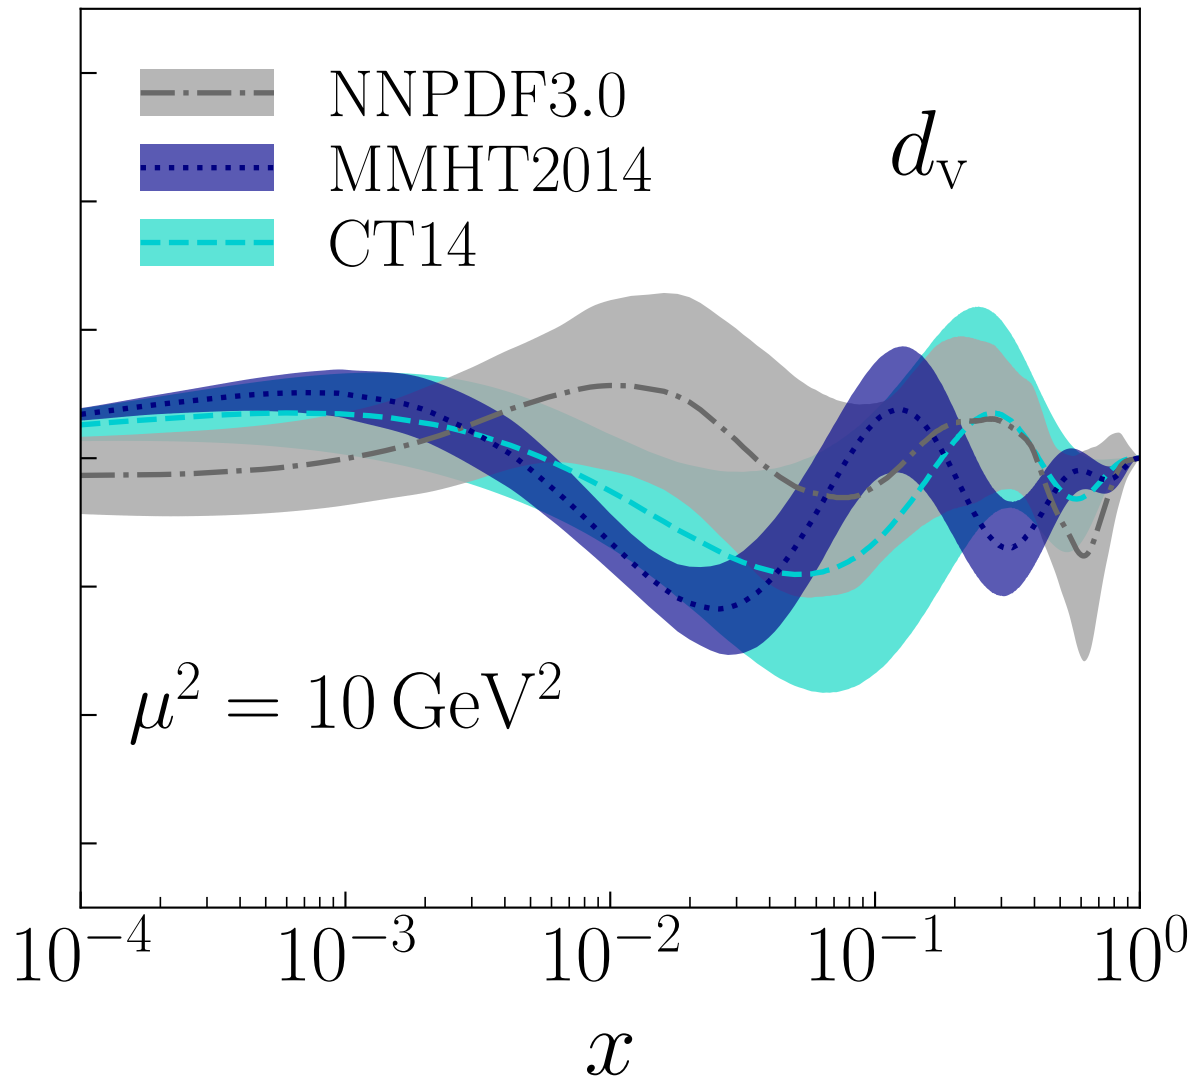 NNPDF3.0
MMHT2014
CT14
d_V
μ² = 10 GeV²
10⁻⁴ 10⁻³ 10⁻² 10⁻¹ 10⁰
x